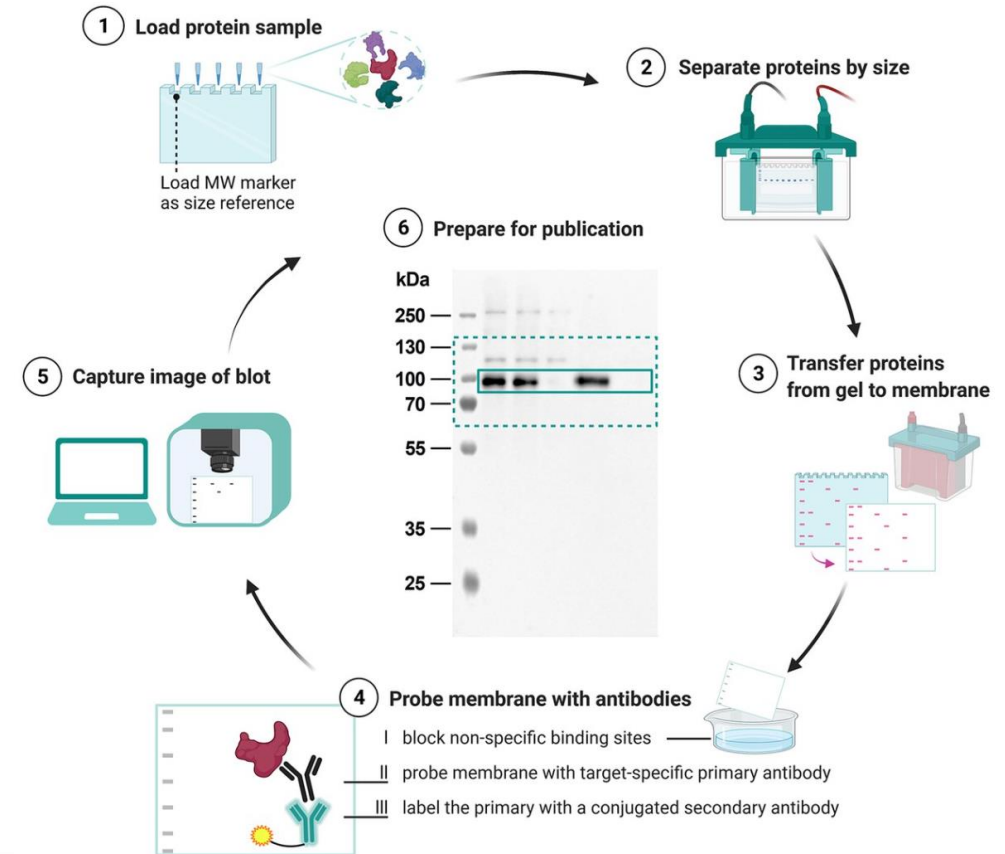 1 Load protein sample
Load MW marker
as size reference
2 Separate proteins by size
3 Transfer proteins
from gel to membrane
4 Probe membrane with antibodies
I block non-specific binding sites
II probe membrane with target-specific primary antibody
III label the primary with a conjugated secondary antibody
5 Capture image of blot
6 Prepare for publication
kDa
250
130
100
70
55
35
25